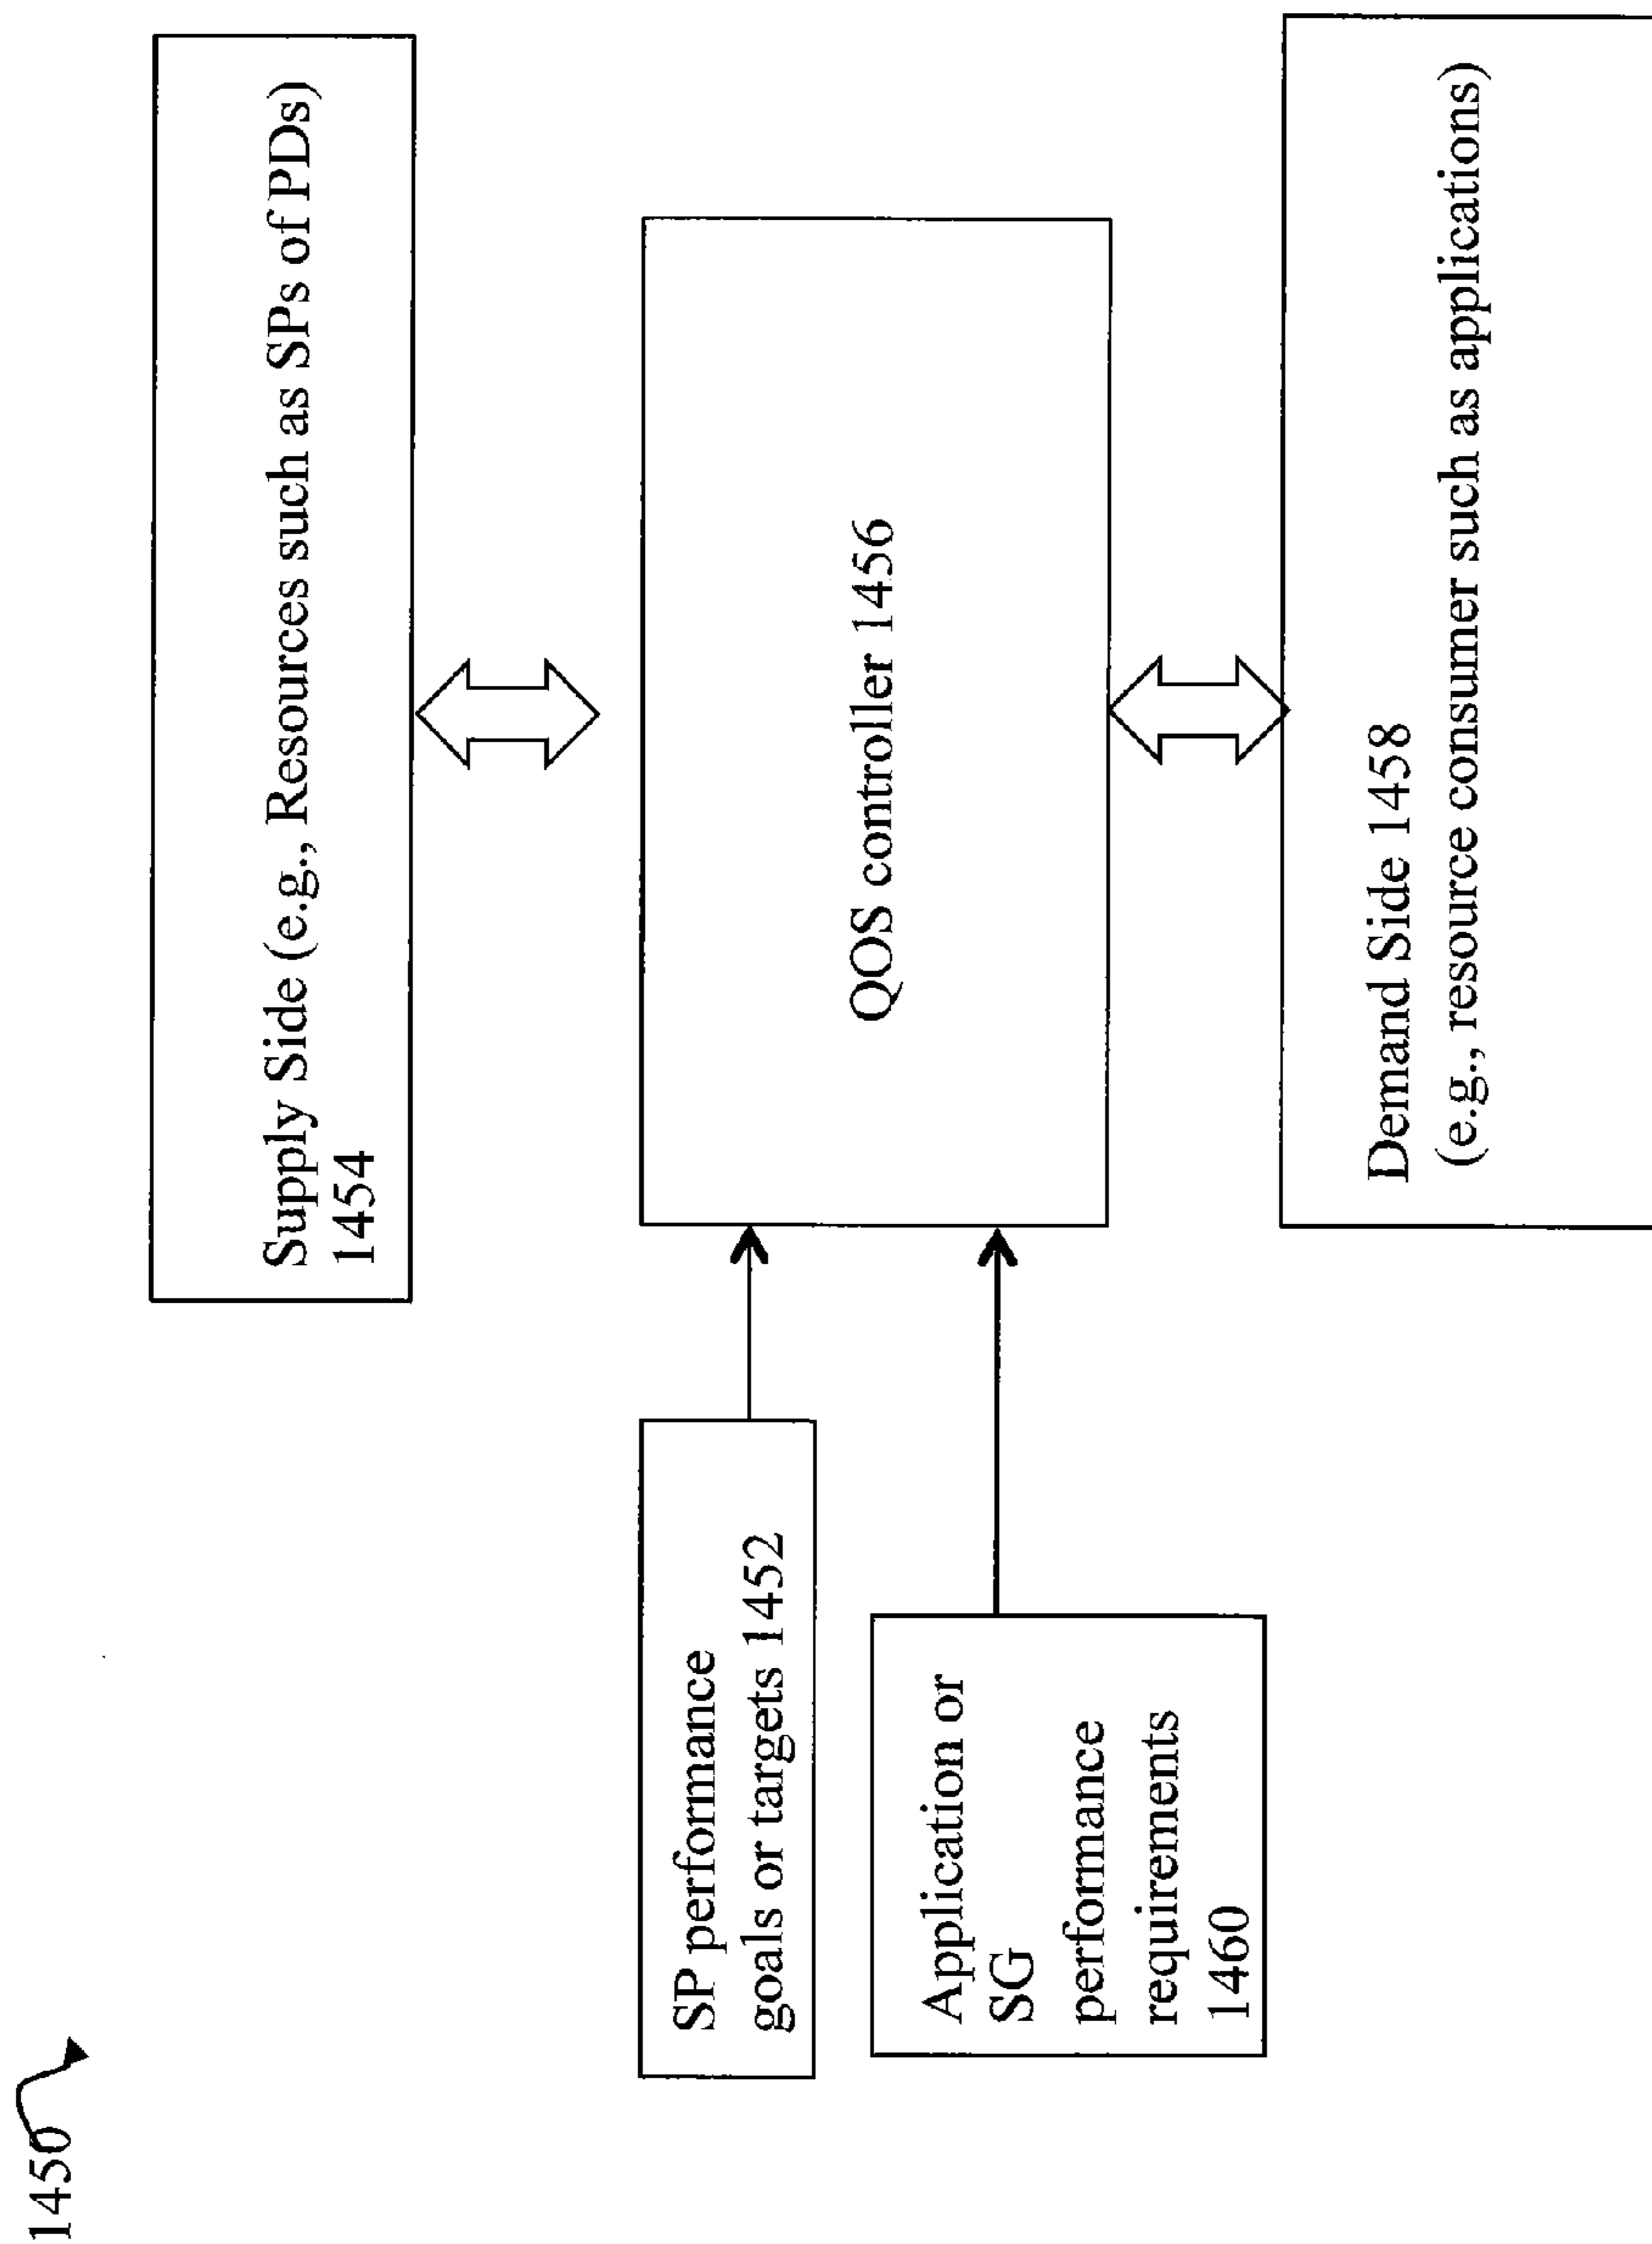 1450
Supply Side (e.g., Resources such as SPs of PDs)
1454
SP performance
goals or targets 1452
QOS controller 1456
Application or
SG
performance
requirements
1460
Demand Side 1458
(e.g., resource consumer such as applications)